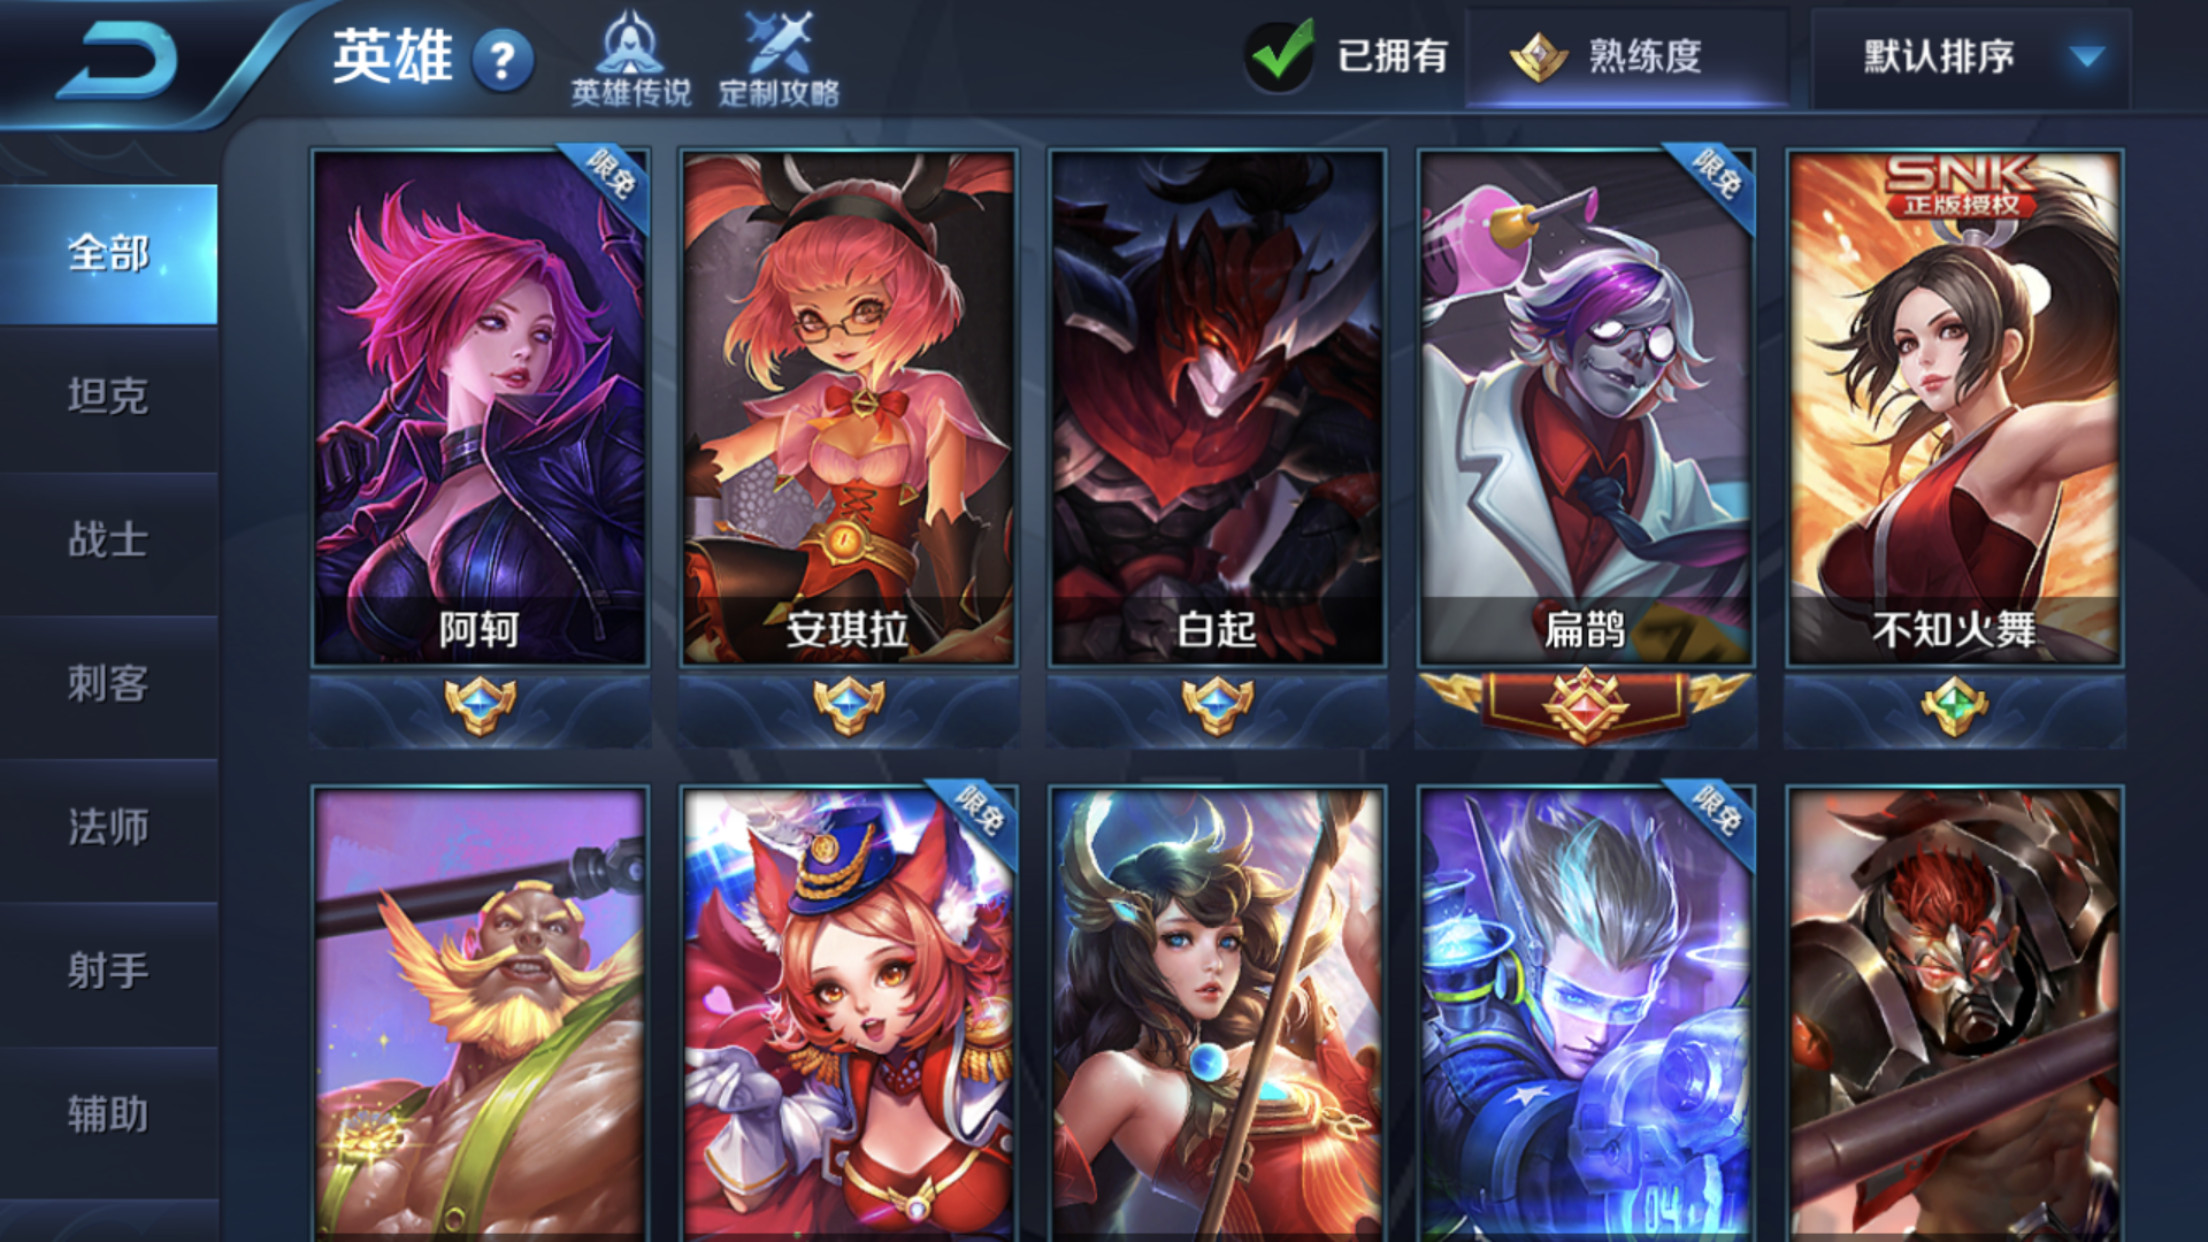 英雄
?
英雄传说
定制攻略
已拥有
熟练度
默认排序
全部
坦克
战士
刺客
法师
射手
辅助
限免
阿轲
安琪拉
白起
限免
扁鹊
SNK
正版授权
不知火舞
限免
限免
04